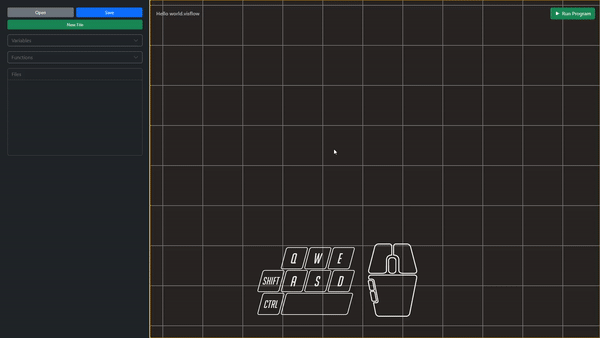 Open
Save
New File
Variables
Functions
Files
Hello world.visflow
Run Program
Q W E
SHIFT A S D
CTRL